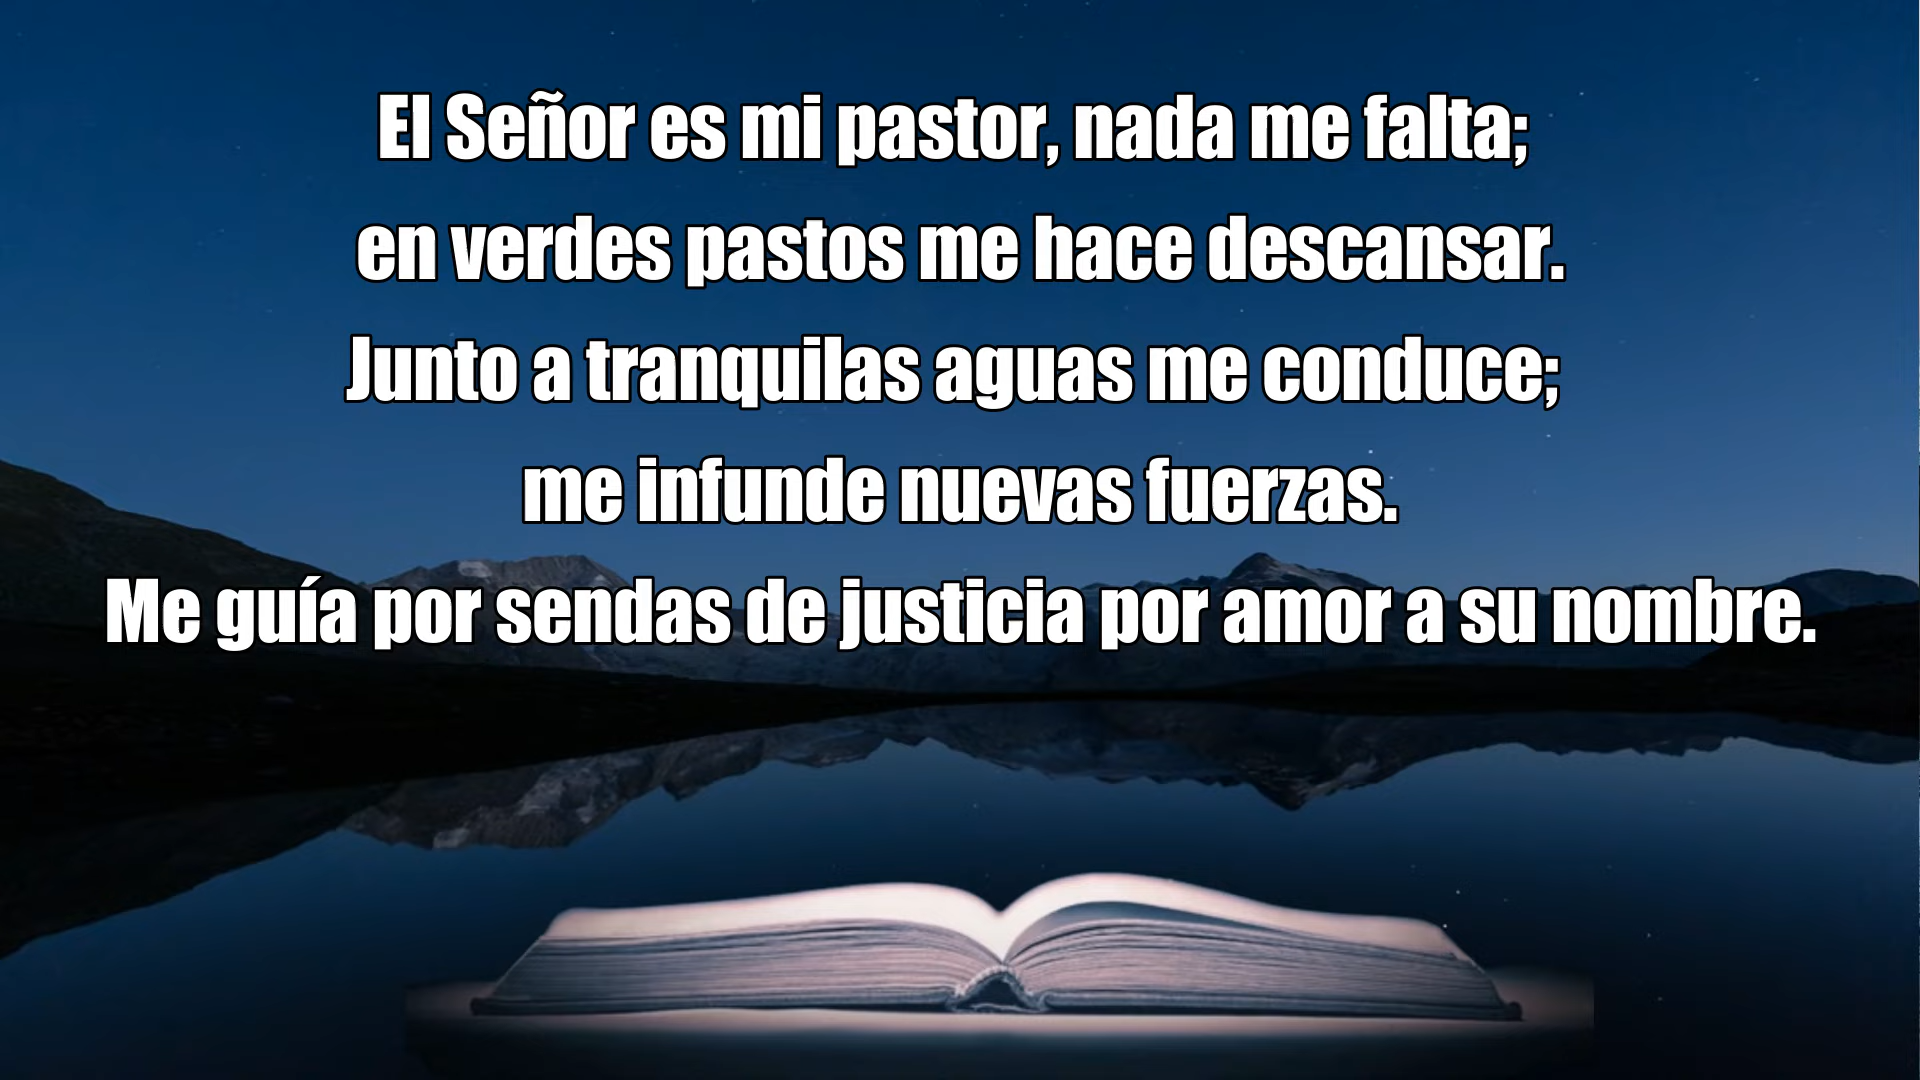 El Señor es mi pastor, nada me falta;
en verdes pastos me hace descansar.
Junto a tranquilas aguas me conduce;
me infunde nuevas fuerzas.
Me guía por sendas de justicia por amor a su nombre.